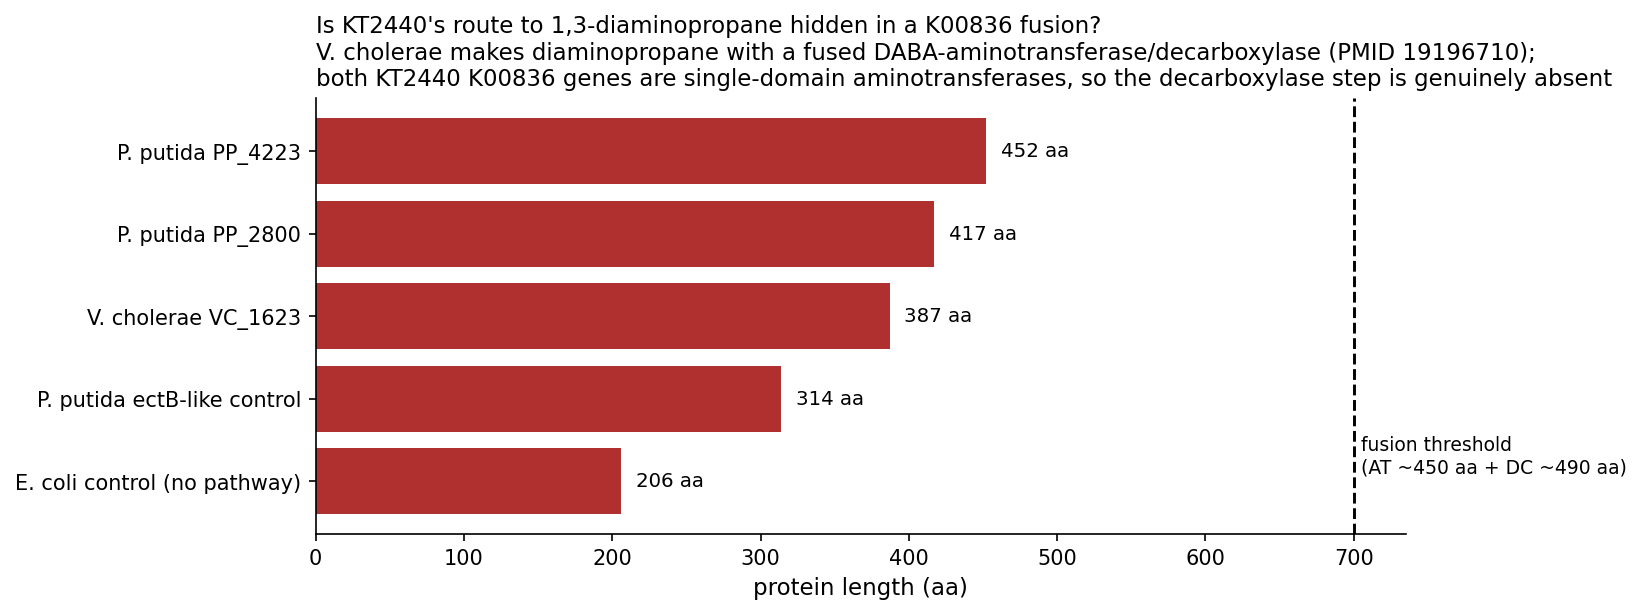 Is KT2440's route to 1,3-diaminopropane hidden in a K00836 fusion?
V. cholerae makes diaminopropane with a fused DABA-aminotransferase/decarboxylase (PMID 19196710);
both KT2440 K00836 genes are single-domain aminotransferases, so the decarboxylase step is genuinely absent
P. putida PP_4223
452 aa
P. putida PP_2800
417 aa
V. cholerae VC_1623
387 aa
P. putida ectB-like control
314 aa
fusion threshold
(AT ~450 aa + DC ~490 aa)
E. coli control (no pathway)
206 aa
0 100 200 300 400 500 600 700
protein length (aa)